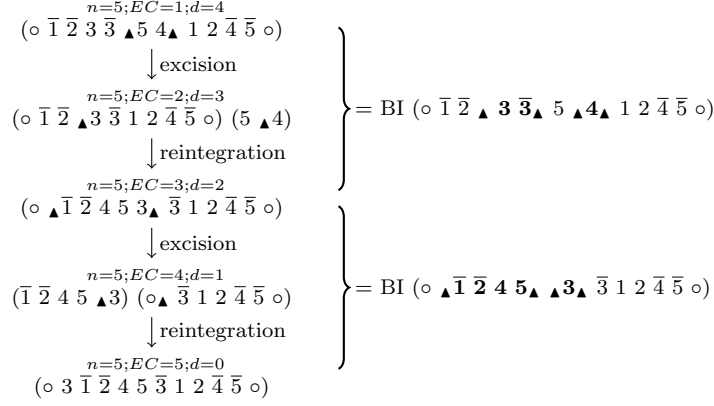 n=5;EC=1;d=4
(∘ 1̅ 2̅ 3 3̅ ▲5 4▲ 1 2 4̅ 5̅ ∘)
↓excision
n=5;EC=2;d=3
(∘ 1̅ 2̅ ▲3 3̅ 1 2 4̅ 5̅ ∘) (5 ▲4)
= BI (∘ 1̅ 2̅ ▲ 3 3̅▲ 5 ▲4▲ 1 2 4̅ 5̅ ∘)
↓reintegration
n=5;EC=3;d=2
(∘ ▲1̅ 2̅ 4 5 3▲ 3̅ 1 2 4̅ 5̅ ∘)
↓excision
n=5;EC=4;d=1
(1̅ 2̅ 4 5 ▲3) (∘▲ 3̅ 1 2 4̅ 5̅ ∘)
= BI (∘ ▲1̅ 2̅ 4 5▲ ▲3▲ 3̅ 1 2 4̅ 5̅ ∘)
↓reintegration
n=5;EC=5;d=0
(∘ 3 1̅ 2̅ 4 5 3̅ 1 2 4̅ 5̅ ∘)